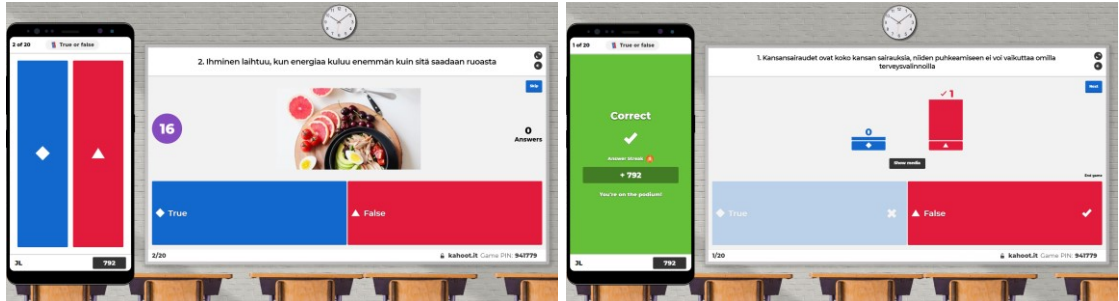 2 of 20 True or false
2. Ihminen laihtuu, kun energiaa kuluu enemmän kuin sitä saadaan ruoasta
Skip
16
0
Answers
True
False
JL 792
2/20
kahoot.it Game PIN: 941779
1 of 20 True or false
1. Kansansairaudet ovat koko kansan sairauksia, niiden puhkeamiseen ei voi vaikuttaa omilla
terveysvalinnoilla
Next
Correct
Answer Streak
+ 792
You're on the podium!
0
1
Show media
End game
True
False
JL 792
1/20
kahoot.it Game PIN: 941779